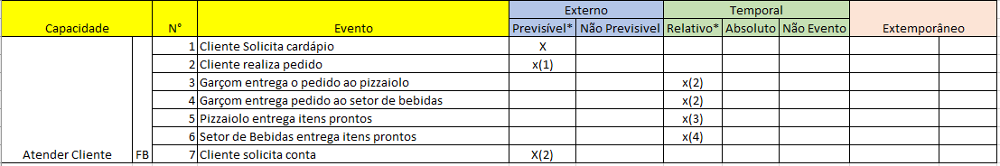 Externo Temporal
Capacidade N° Evento Previsível* Não Previsivel Relativo* Absoluto Não Evento Extemporâneo
1 Cliente Solicita cardápio X
2 Cliente realiza pedido x(1)
3 Garçom entrega o pedido ao pizzaiolo x(2)
4 Garçom entrega pedido ao setor de bebidas x(2)
5 Pizzaiolo entrega itens prontos x(3)
6 Setor de Bebidas entrega itens prontos x(4)
Atender Cliente FB 7 Cliente solicita conta X(2)